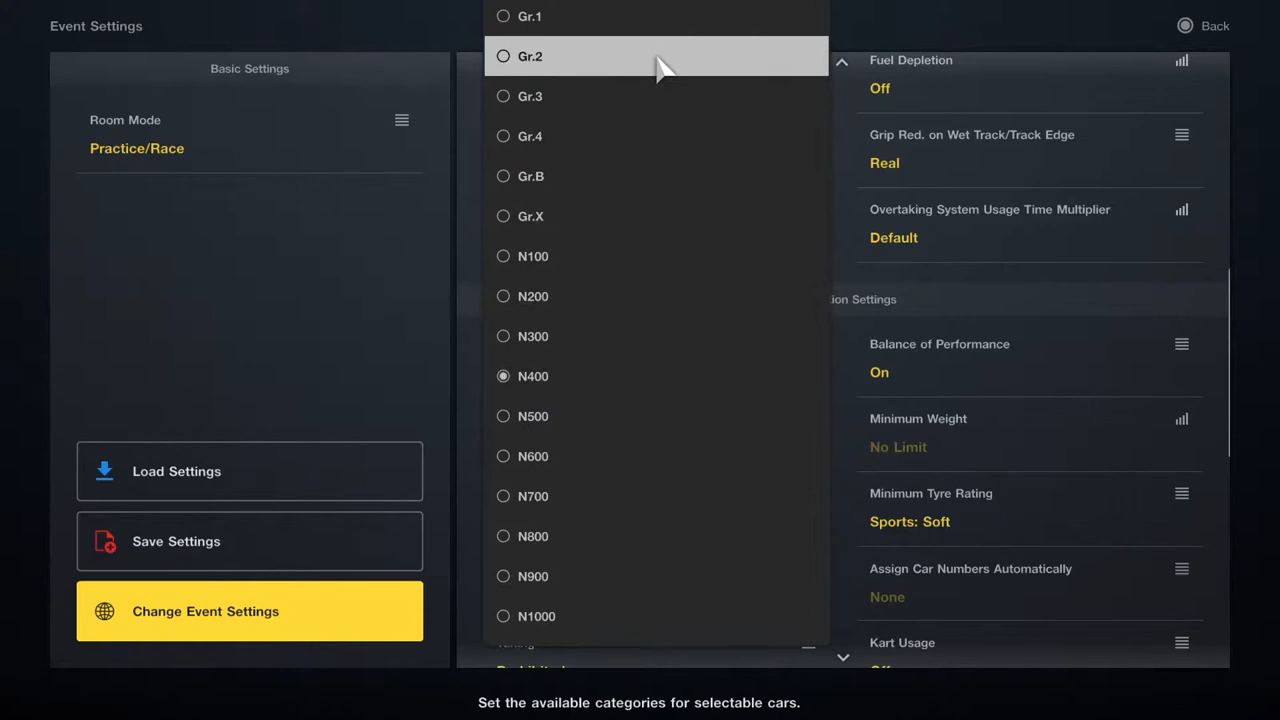 Event Settings
Back
Basic Settings
Room Mode
Practice/Race
Load Settings
Save Settings
Change Event Settings
Gr.1
Gr.2
Gr.3
Gr.4
Gr.B
Gr.X
N100
N200
N300
N400
N500
N600
N700
N800
N900
N1000
Fuel Depletion
Off
Grip Red. on Wet Track/Track Edge
Real
Overtaking System Usage Time Multiplier
Default
ion Settings
Balance of Performance
On
Minimum Weight
No Limit
Minimum Tyre Rating
Sports: Soft
Assign Car Numbers Automatically
None
Kart Usage
Set the available categories for selectable cars.